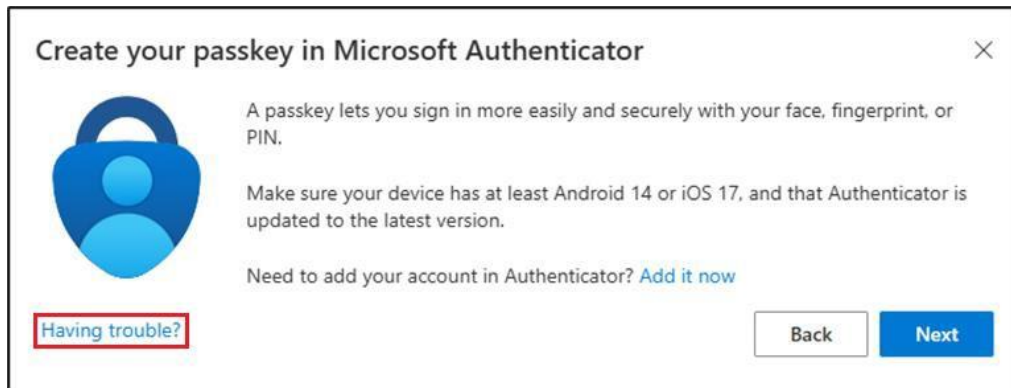 Create your passkey in Microsoft Authenticator
A passkey lets you sign in more easily and securely with your face, fingerprint, or
PIN.
Make sure your device has at least Android 14 or iOS 17, and that Authenticator is
updated to the latest version.
Need to add your account in Authenticator? Add it now
Having trouble?
Back
Next